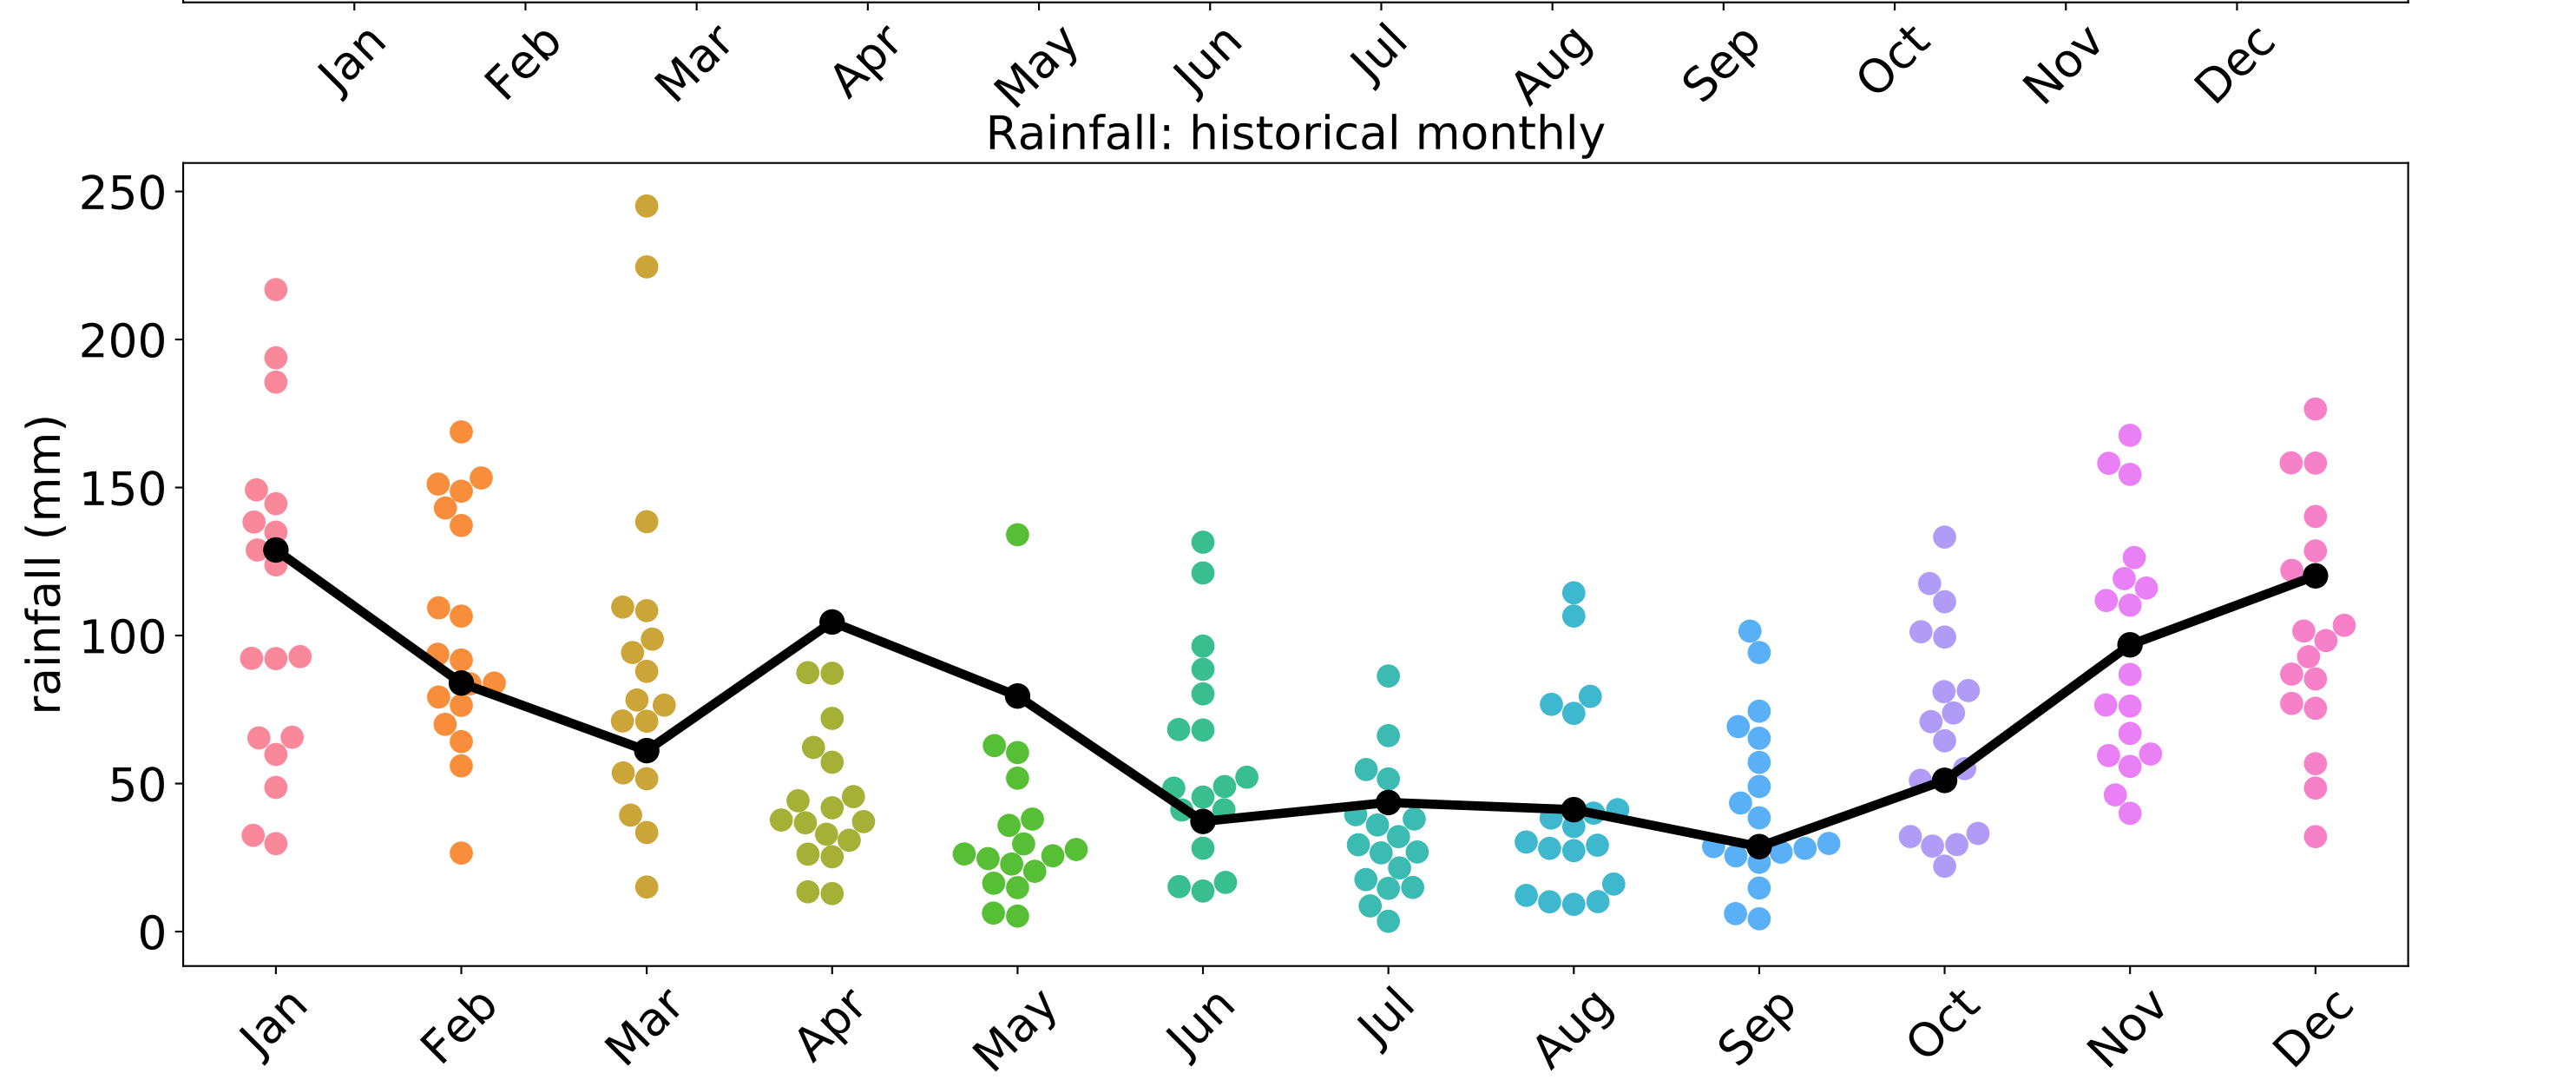 Jan Feb Mar Apr May Jun Jul Aug Sep Oct Nov Dec
Rainfall: historical monthly
rainfall (mm)
250
200
150
100
50
0
Jan Feb Mar Apr May Jun Jul Aug Sep Oct Nov Dec